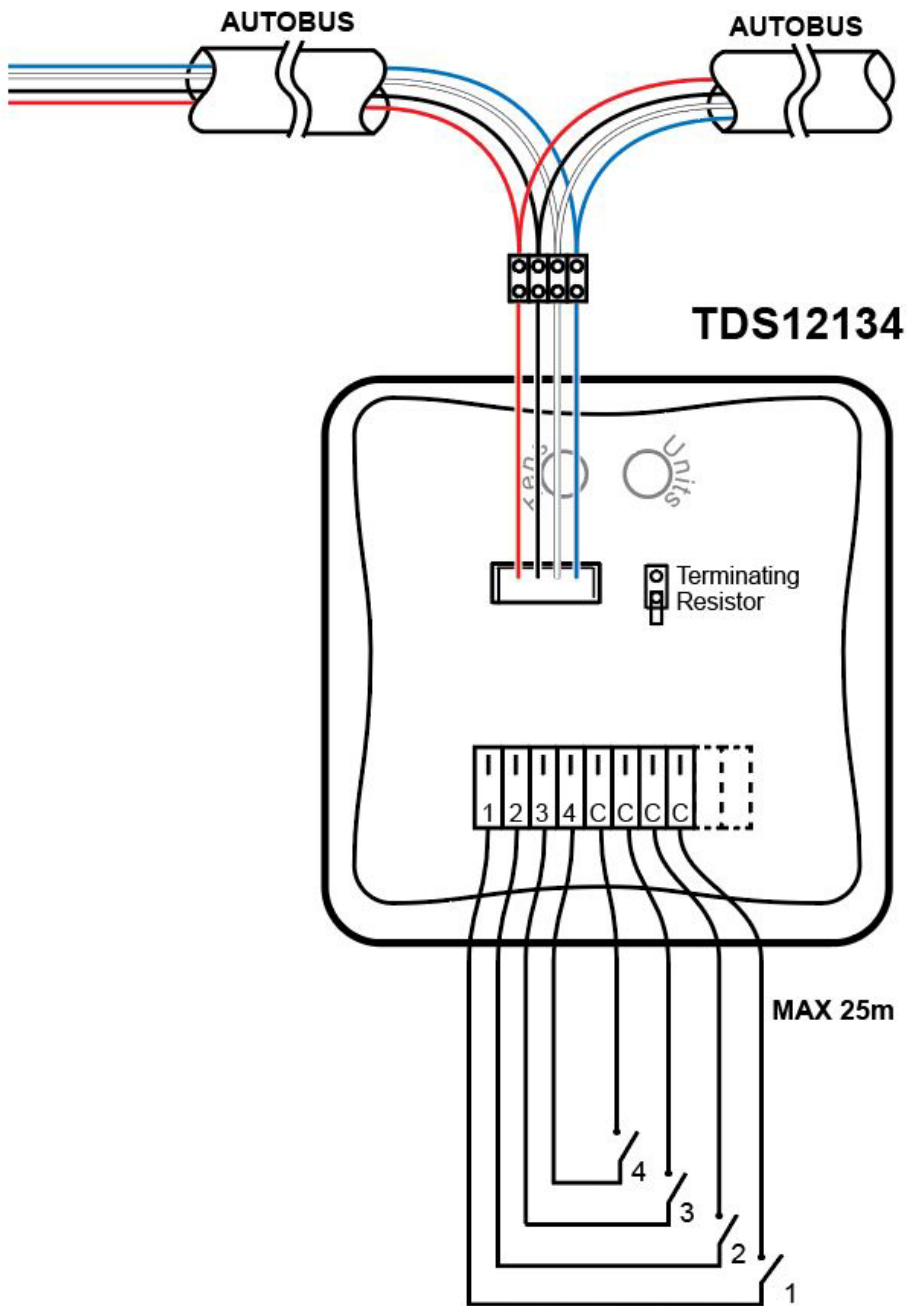 AUTOBUS
AUTOBUS
TDS12134
Units
Terminating
Resistor
1 2 3 4 C C C C
MAX 25m
4
3
2
1